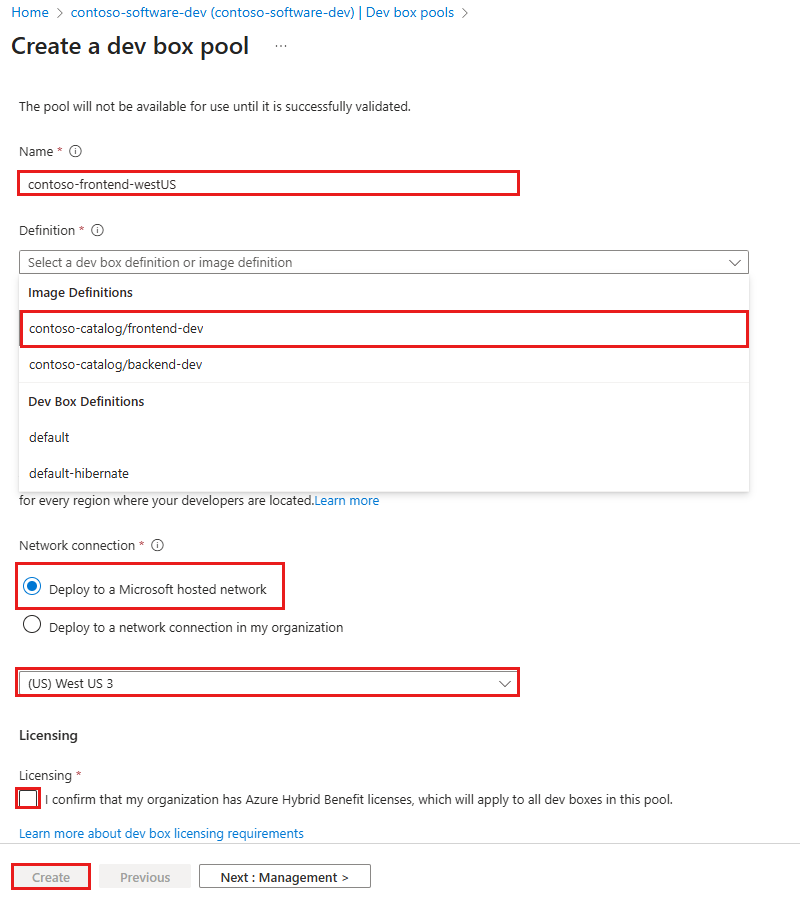 Home > contoso-software-dev (contoso-software-dev) | Dev box pools >
Create a dev box pool ...
The pool will not be available for use until it is successfully validated.
Name *
contoso-frontend-westUS
Definition *
Select a dev box definition or image definition
Image Definitions
contoso-catalog/frontend-dev
contoso-catalog/backend-dev
Dev Box Definitions
default
default-hibernate
for every region where your developers are located.Learn more
Network connection *
Deploy to a Microsoft hosted network
Deploy to a network connection in my organization
(US) West US 3
Licensing
Licensing *
I confirm that my organization has Azure Hybrid Benefit licenses, which will apply to all dev boxes in this pool.
Learn more about dev box licensing requirements
Create Previous Next : Management >